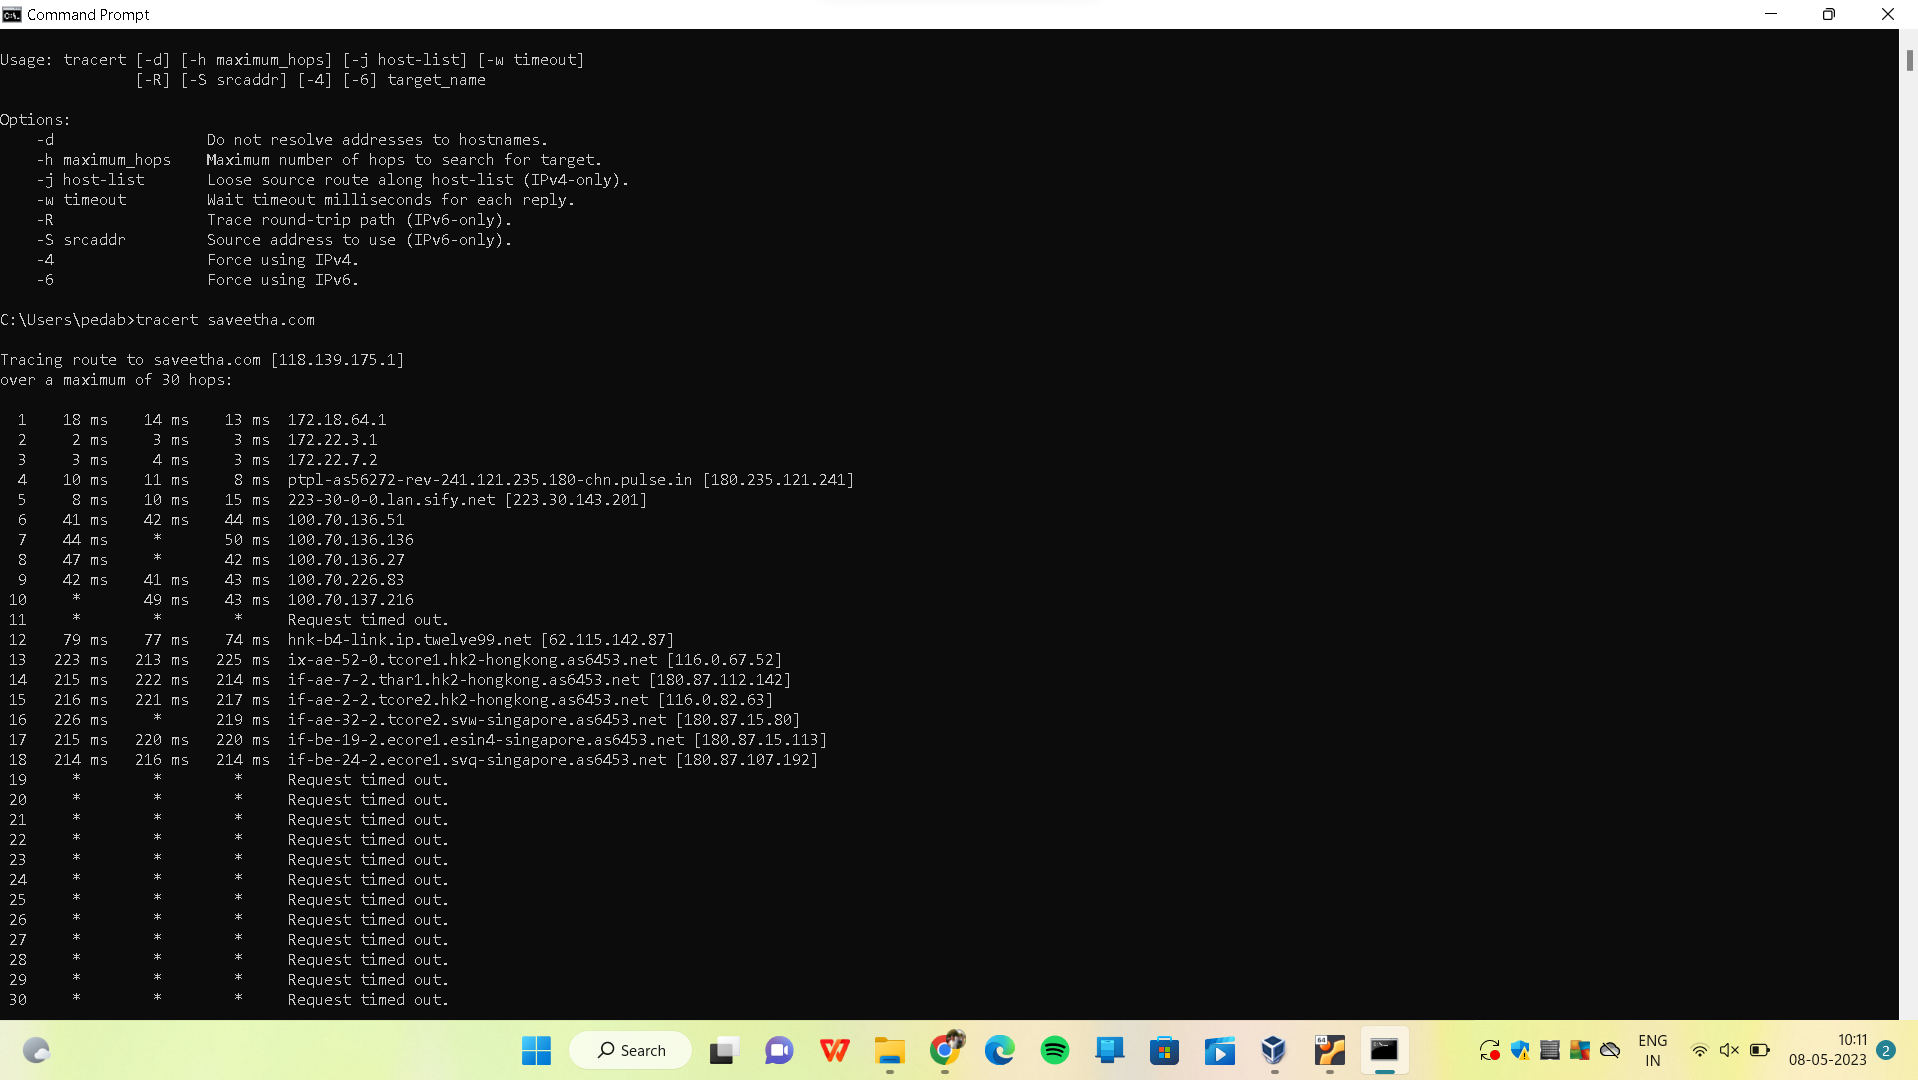 Command Prompt
Usage: tracert [-d] [-h maximum_hops] [-j host-list] [-w timeout]
               [-R] [-S srcaddr] [-4] [-6] target_name
Options:
    -d                 Do not resolve addresses to hostnames.
    -h maximum_hops    Maximum number of hops to search for target.
    -j host-list       Loose source route along host-list (IPv4-only).
    -w timeout         Wait timeout milliseconds for each reply.
    -R                 Trace round-trip path (IPv6-only).
    -S srcaddr         Source address to use (IPv6-only).
    -4                 Force using IPv4.
    -6                 Force using IPv6.
C:\Users\pedab>tracert saveetha.com
Tracing route to saveetha.com [118.139.175.1]
over a maximum of 30 hops:
  1    18 ms    14 ms    13 ms  172.18.64.1
  2     2 ms     3 ms     3 ms  172.22.3.1
  3     3 ms     4 ms     3 ms  172.22.7.2
  4    10 ms    11 ms     8 ms  ptpl-as56272-rev-241.121.235.180-chn.pulse.in [180.235.121.241]
  5     8 ms    10 ms    15 ms  223-30-0-0.lan.sify.net [223.30.143.201]
  6    41 ms    42 ms    44 ms  100.70.136.51
  7    44 ms     *       50 ms  100.70.136.136
  8    47 ms     *       42 ms  100.70.136.27
  9    42 ms    41 ms    43 ms  100.70.226.83
 10     *       49 ms    43 ms  100.70.137.216
 11     *        *        *     Request timed out.
 12    79 ms    77 ms    74 ms  hnk-b4-link.ip.twelve99.net [62.115.142.87]
 13   223 ms   213 ms   225 ms  ix-ae-52-0.tcore1.hk2-hongkong.as6453.net [116.0.67.52]
 14   215 ms   222 ms   214 ms  if-ae-7-2.thar1.hk2-hongkong.as6453.net [180.87.112.142]
 15   216 ms   221 ms   217 ms  if-ae-2-2.tcore2.hk2-hongkong.as6453.net [116.0.82.63]
 16   226 ms     *      219 ms  if-ae-32-2.tcore2.svw-singapore.as6453.net [180.87.15.80]
 17   215 ms   220 ms   220 ms  if-be-19-2.ecore1.esin4-singapore.as6453.net [180.87.15.113]
 18   214 ms   216 ms   214 ms  if-be-24-2.ecore1.svq-singapore.as6453.net [180.87.107.192]
 19     *        *        *     Request timed out.
 20     *        *        *     Request timed out.
 21     *        *        *     Request timed out.
 22     *        *        *     Request timed out.
 23     *        *        *     Request timed out.
 24     *        *        *     Request timed out.
 25     *        *        *     Request timed out.
 26     *        *        *     Request timed out.
 27     *        *        *     Request timed out.
 28     *        *        *     Request timed out.
 29     *        *        *     Request timed out.
 30     *        *        *     Request timed out.
Search
64
ENG
IN
10:11
08-05-2023
2